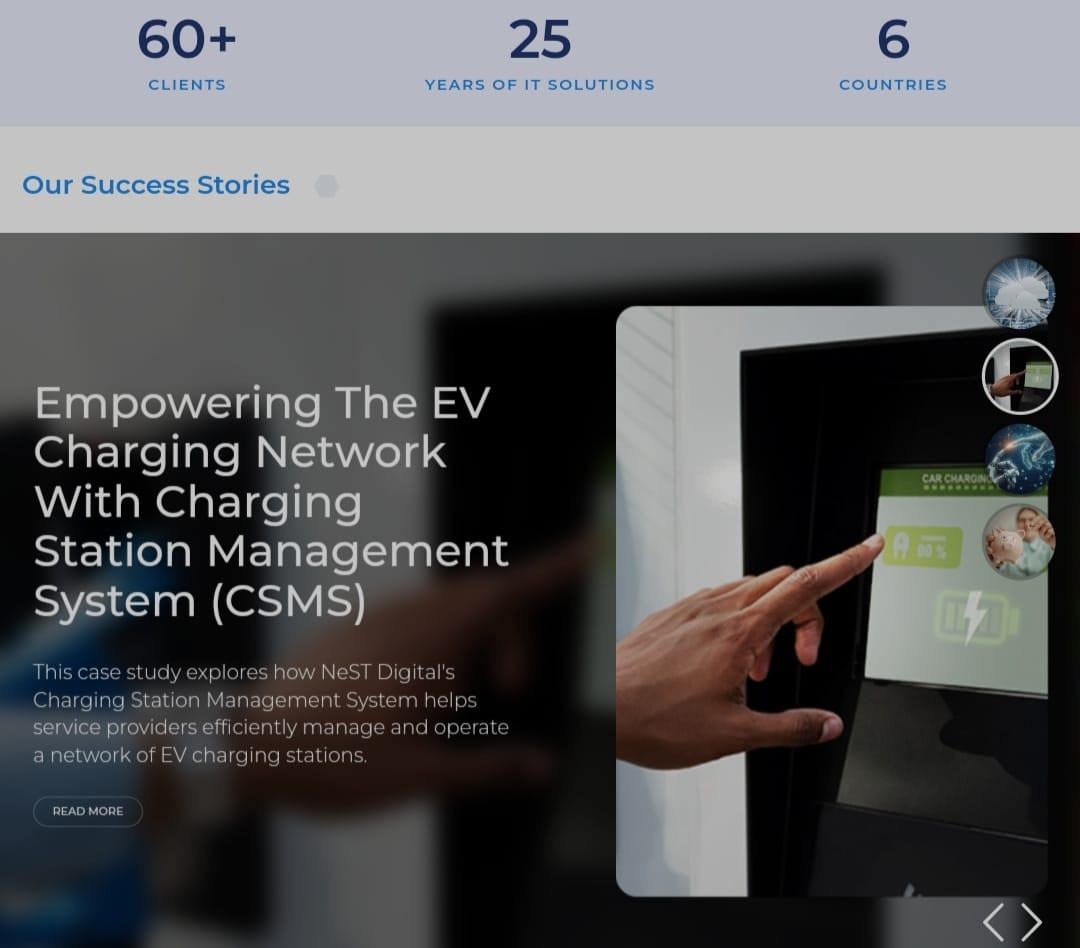 60+
25
6
CLIENTS
YEARS OF IT SOLUTIONS
COUNTRIES
Our Success Stories
Empowering The EV
Charging Network
With Charging
Station Management
System (CSMS)
This case study explores how NeST Digital's
Charging Station Management System helps
service providers efficiently manage and operate
a network of EV charging stations.
READ MORE
CAR CHARGING
90 %